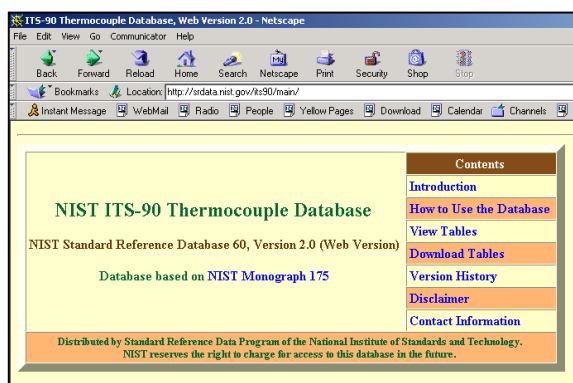 ITS-90 Thermocouple Database, Web Version 2.0 - Netscape
File Edit View Go Communicator Help
Back Forward Reload Home Search Netscape Print Security Shop Stop
Bookmarks Location: http://srdata.nist.gov/its90/main/
Instant Message WebMail Radio People Yellow Pages Download Calendar Channels
Contents
Introduction
NIST ITS-90 Thermocouple Database
How to Use the Database
View Tables
NIST Standard Reference Database 60, Version 2.0 (Web Version)
Download Tables
Database based on NIST Monograph 175
Version History
Disclaimer
Contact Information
Distributed by Standard Reference Data Program of the National Institute of Standards and Technology.
NIST reserves the right to charge for access to this database in the future.